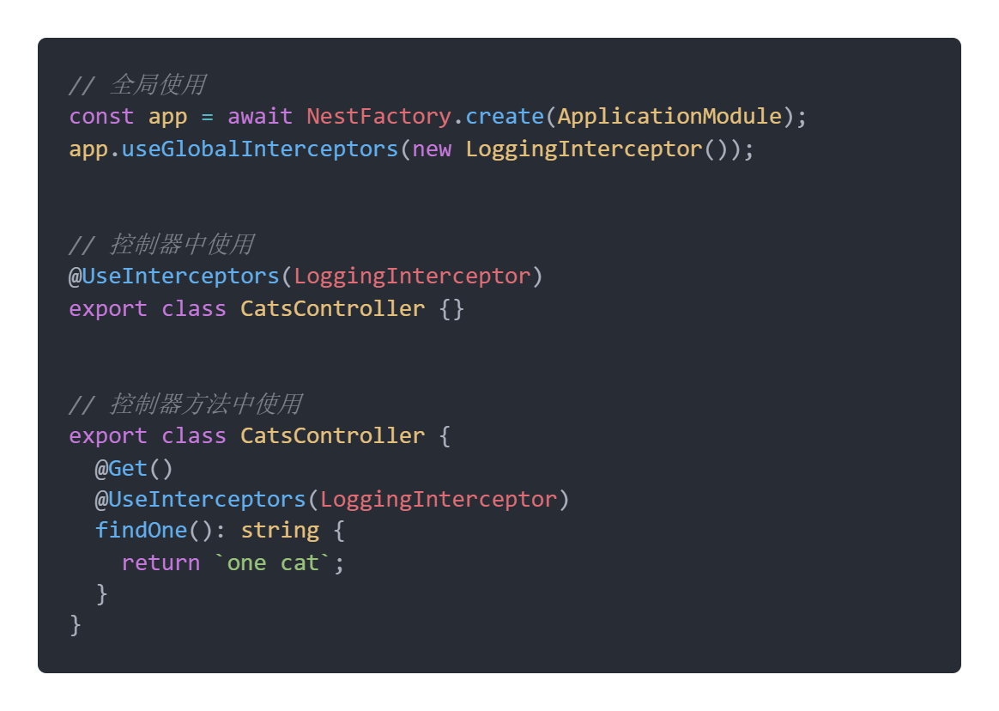 // 全局使用
const app = await NestFactory.create(ApplicationModule);
app.useGlobalInterceptors(new LoggingInterceptor());
// 控制器中使用
@UseInterceptors(LoggingInterceptor)
export class CatsController {}
// 控制器方法中使用
export class CatsController {
  @Get()
  @UseInterceptors(LoggingInterceptor)
  findOne(): string {
    return `one cat`;
  }
}